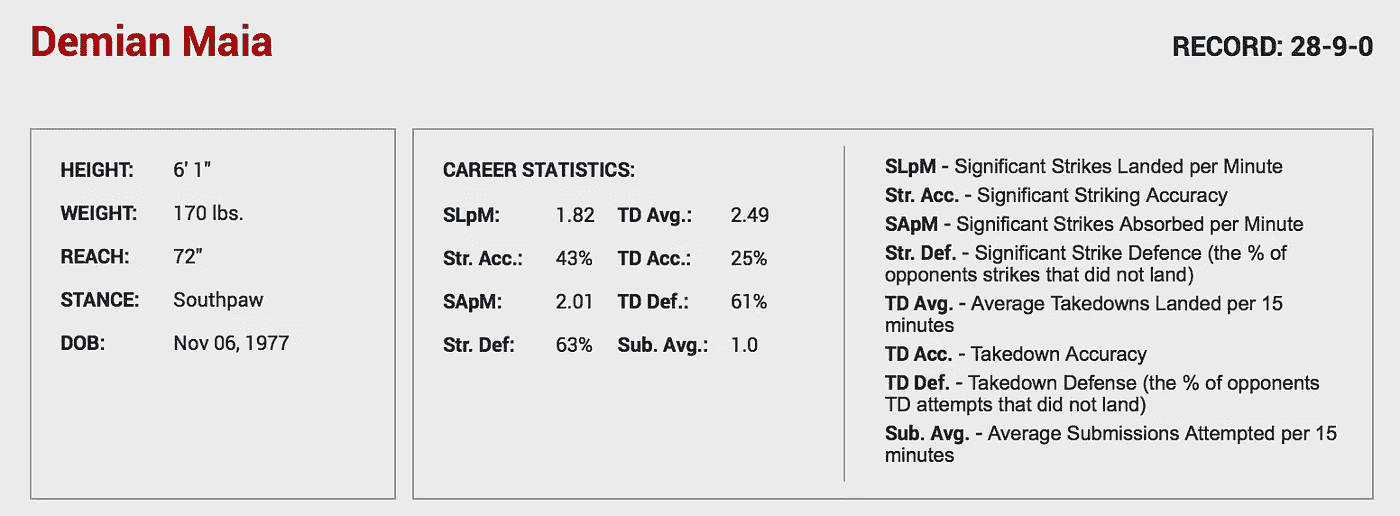 Demian Maia
RECORD: 28-9-0
HEIGHT: 6' 1"
WEIGHT: 170 lbs.
REACH: 72"
STANCE: Southpaw
DOB: Nov 06, 1977
CAREER STATISTICS:
SLpM: 1.82 TD Avg.: 2.49
Str. Acc.: 43% TD Acc.: 25%
SApM: 2.01 TD Def.: 61%
Str. Def: 63% Sub. Avg.: 1.0
SLpM - Significant Strikes Landed per Minute
Str. Acc. - Significant Striking Accuracy
SApM - Significant Strikes Absorbed per Minute
Str. Def. - Significant Strike Defence (the % of
opponents strikes that did not land)
TD Avg. - Average Takedowns Landed per 15
minutes
TD Acc. - Takedown Accuracy
TD Def. - Takedown Defense (the % of opponents
TD attempts that did not land)
Sub. Avg. - Average Submissions Attempted per 15
minutes